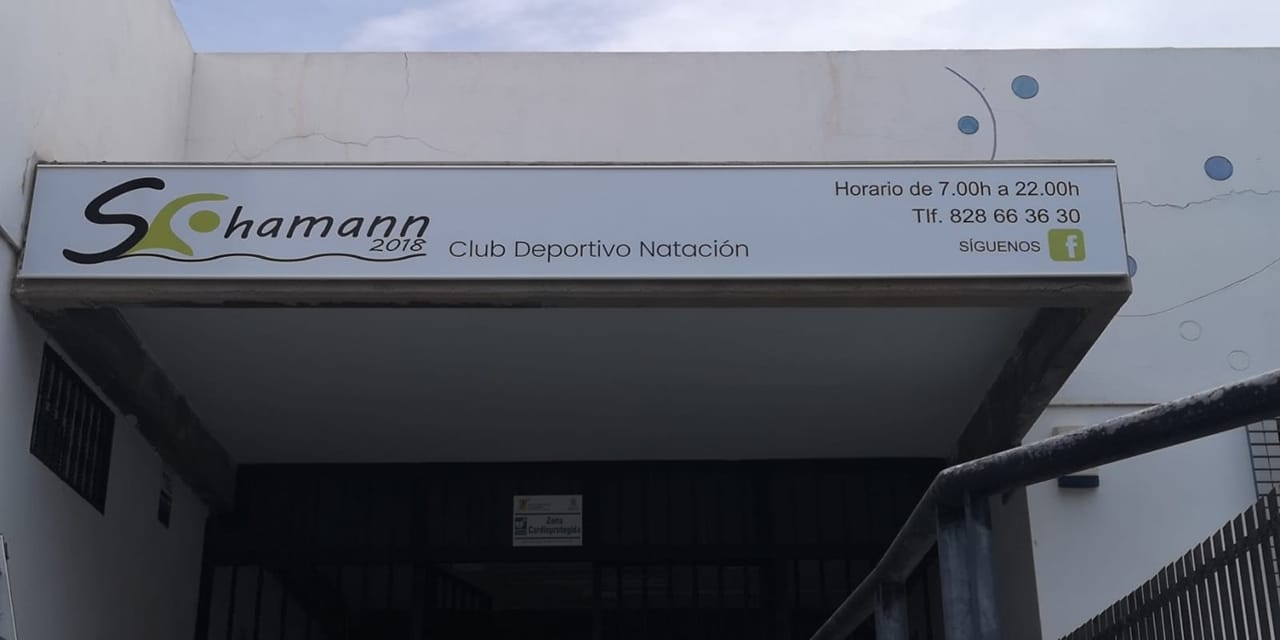 Schamann
2018
Club Deportivo Natación
Horario de 7.00h a 22.00h
Tlf. 828 66 36 30
SÍGUENOS f
Zona
Cardioprotegida